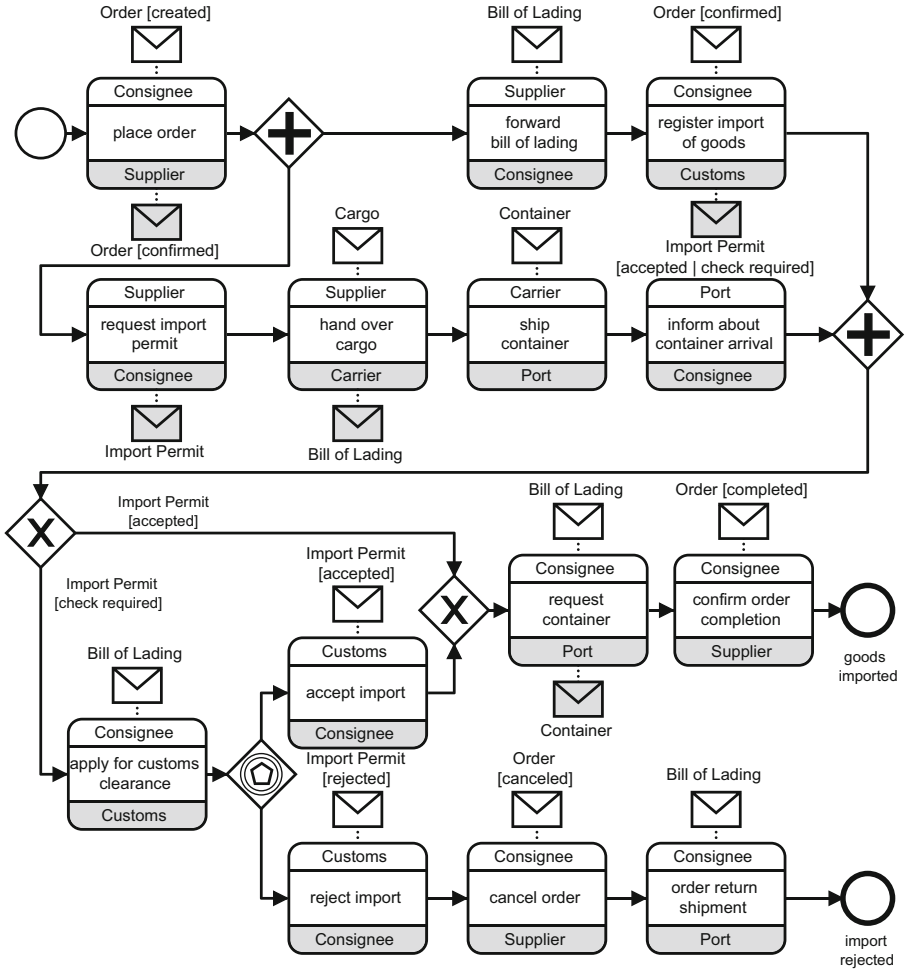 Order [created]
Consignee
place order
Supplier
Order [confirmed]
Bill of Lading
Supplier
forward
bill of lading
Consignee
Order [confirmed]
Consignee
register import
of goods
Customs
Import Permit
[accepted | check required]
Supplier
request import
permit
Consignee
Import Permit
Cargo
Supplier
hand over
cargo
Carrier
Bill of Lading
Container
Carrier
ship
container
Port
Port
inform about
container arrival
Consignee
X
Import Permit
[accepted]
Import Permit
[check required]
Bill of Lading
Consignee
apply for customs
clearance
Customs
Import Permit
[accepted]
Customs
accept import
Consignee
X
Bill of Lading
Consignee
request
container
Port
Container
Order [completed]
Consignee
confirm order
completion
Supplier
goods
imported
Import Permit
[rejected]
Customs
reject import
Consignee
Order
[canceled]
Consignee
cancel order
Supplier
Bill of Lading
Consignee
order return
shipment
Port
import
rejected